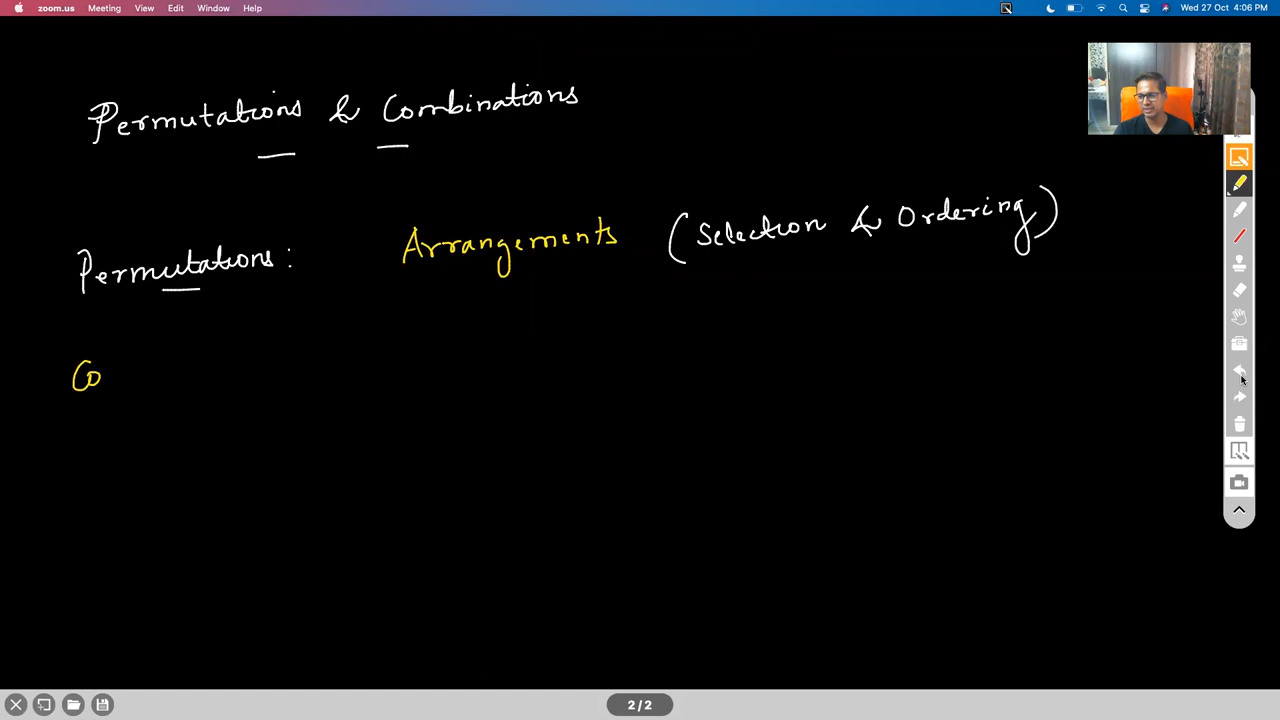 zoom.us Meeting View Edit Window Help Wed 27 Oct 4:06 PM
Permutations & Combinations
Permutations: Arrangements (Selection & Ordering)
Co
2/2